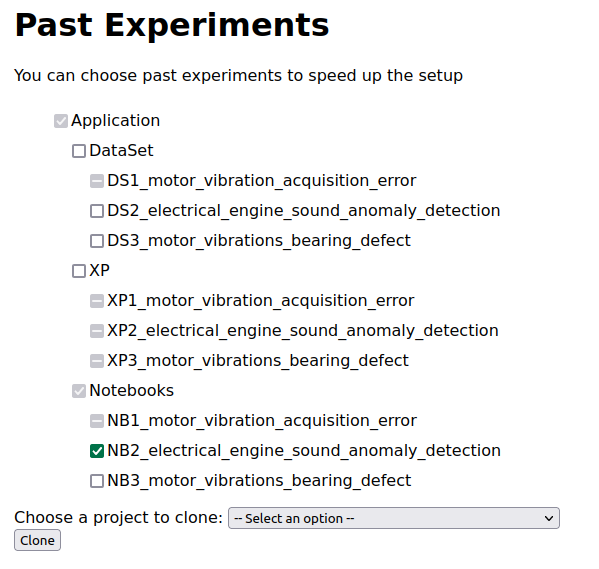 Past Experiments
You can choose past experiments to speed up the setup
Application
DataSet
DS1_motor_vibration_acquisition_error
DS2_electrical_engine_sound_anomaly_detection
DS3_motor_vibrations_bearing_defect
XP
XP1_motor_vibration_acquisition_error
XP2_electrical_engine_sound_anomaly_detection
XP3_motor_vibrations_bearing_defect
Notebooks
NB1_motor_vibration_acquisition_error
NB2_electrical_engine_sound_anomaly_detection
NB3_motor_vibrations_bearing_defect
Choose a project to clone: -- Select an option --
Clone